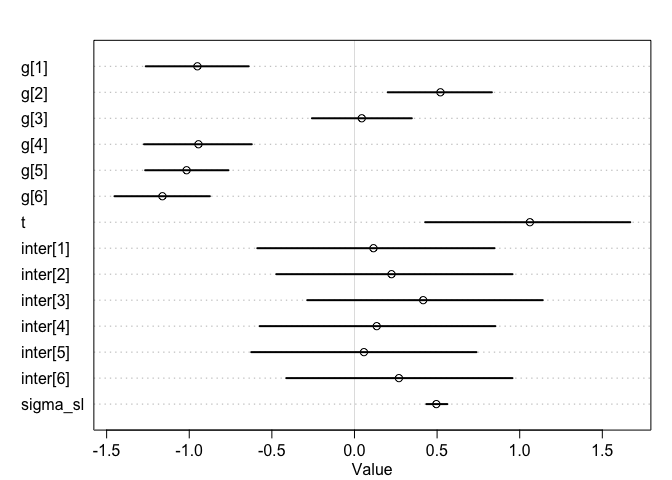 g[1]
g[2]
g[3]
g[4]
g[5]
g[6]
t
inter[1]
inter[2]
inter[3]
inter[4]
inter[5]
inter[6]
sigma_sl
-1.5 -1.0 -0.5 0.0 0.5 1.0 1.5
Value